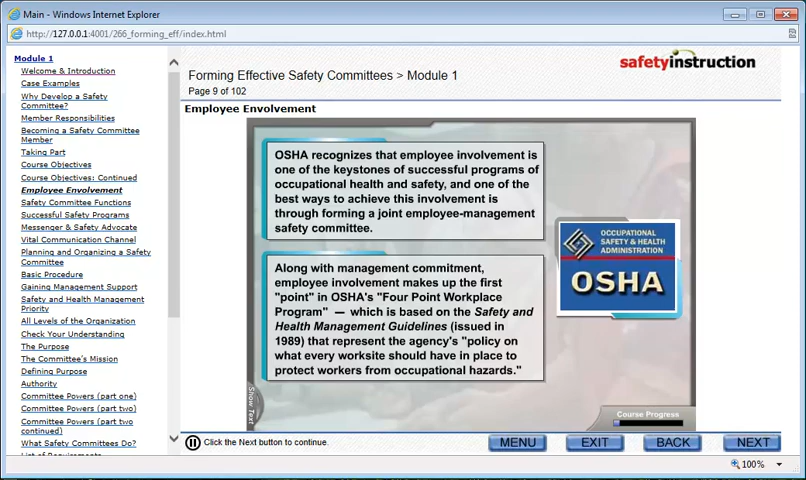 Main - Windows Internet Explorer
http://127.0.0.1:4001/266_forming_eff/index.html
Module 1
Welcome & Introduction
Case Examples
Why Develop a Safety
Committee?
Member Responsibilities
Becoming a Safety Committee
Member
Taking Part
Course Objectives
Course Objectives: Continued
Employee Envolvement
Safety Committee Functions
Successful Safety Programs
Messenger & Safety Advocate
Vital Communication Channel
Planning and Organizing a Safety
Committee
Basic Procedure
Gaining Management Support
Safety and Health Management
Priority
All Levels of the Organization
Check Your Understanding
The Purpose
The Committee's Mission
Defining Purpose
Authority
Committee Powers (part one)
Committee Powers (part two)
Committee Powers (part two
continued)
What Safety Committees Do?
List of Requirements
safetyinstruction
Forming Effective Safety Committees > Module 1
Page 9 of 102
Employee Envolvement
OSHA recognizes that employee involvement is
one of the keystones of successful programs of
occupational health and safety, and one of the
best ways to achieve this involvement is
through forming a joint employee-management
safety committee.
Along with management commitment,
employee involvement makes up the first
"point" in OSHA's "Four Point Workplace
Program" — which is based on the Safety and
Health Management Guidelines (issued in
1989) that represent the agency's "policy on
what every worksite should have in place to
protect workers from occupational hazards."
OCCUPATIONAL
SAFETY & HEALTH
ADMINISTRATION
OSHA
Show Text
Course Progress
Click the Next button to continue.
MENU
EXIT
BACK
NEXT
100%